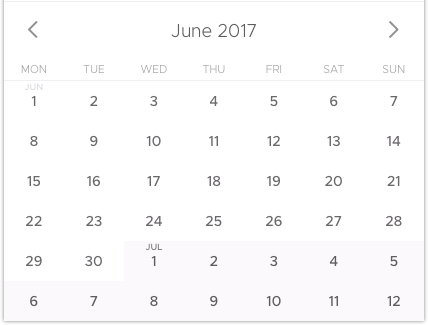 June 2017
MON TUE WED THU FRI SAT SUN
JUN
1 2 3 4 5 6 7
8 9 10 11 12 13 14
15 16 17 18 19 20 21
22 23 24 25 26 27 28
JUL
29 30 1 2 3 4 5
6 7 8 9 10 11 12